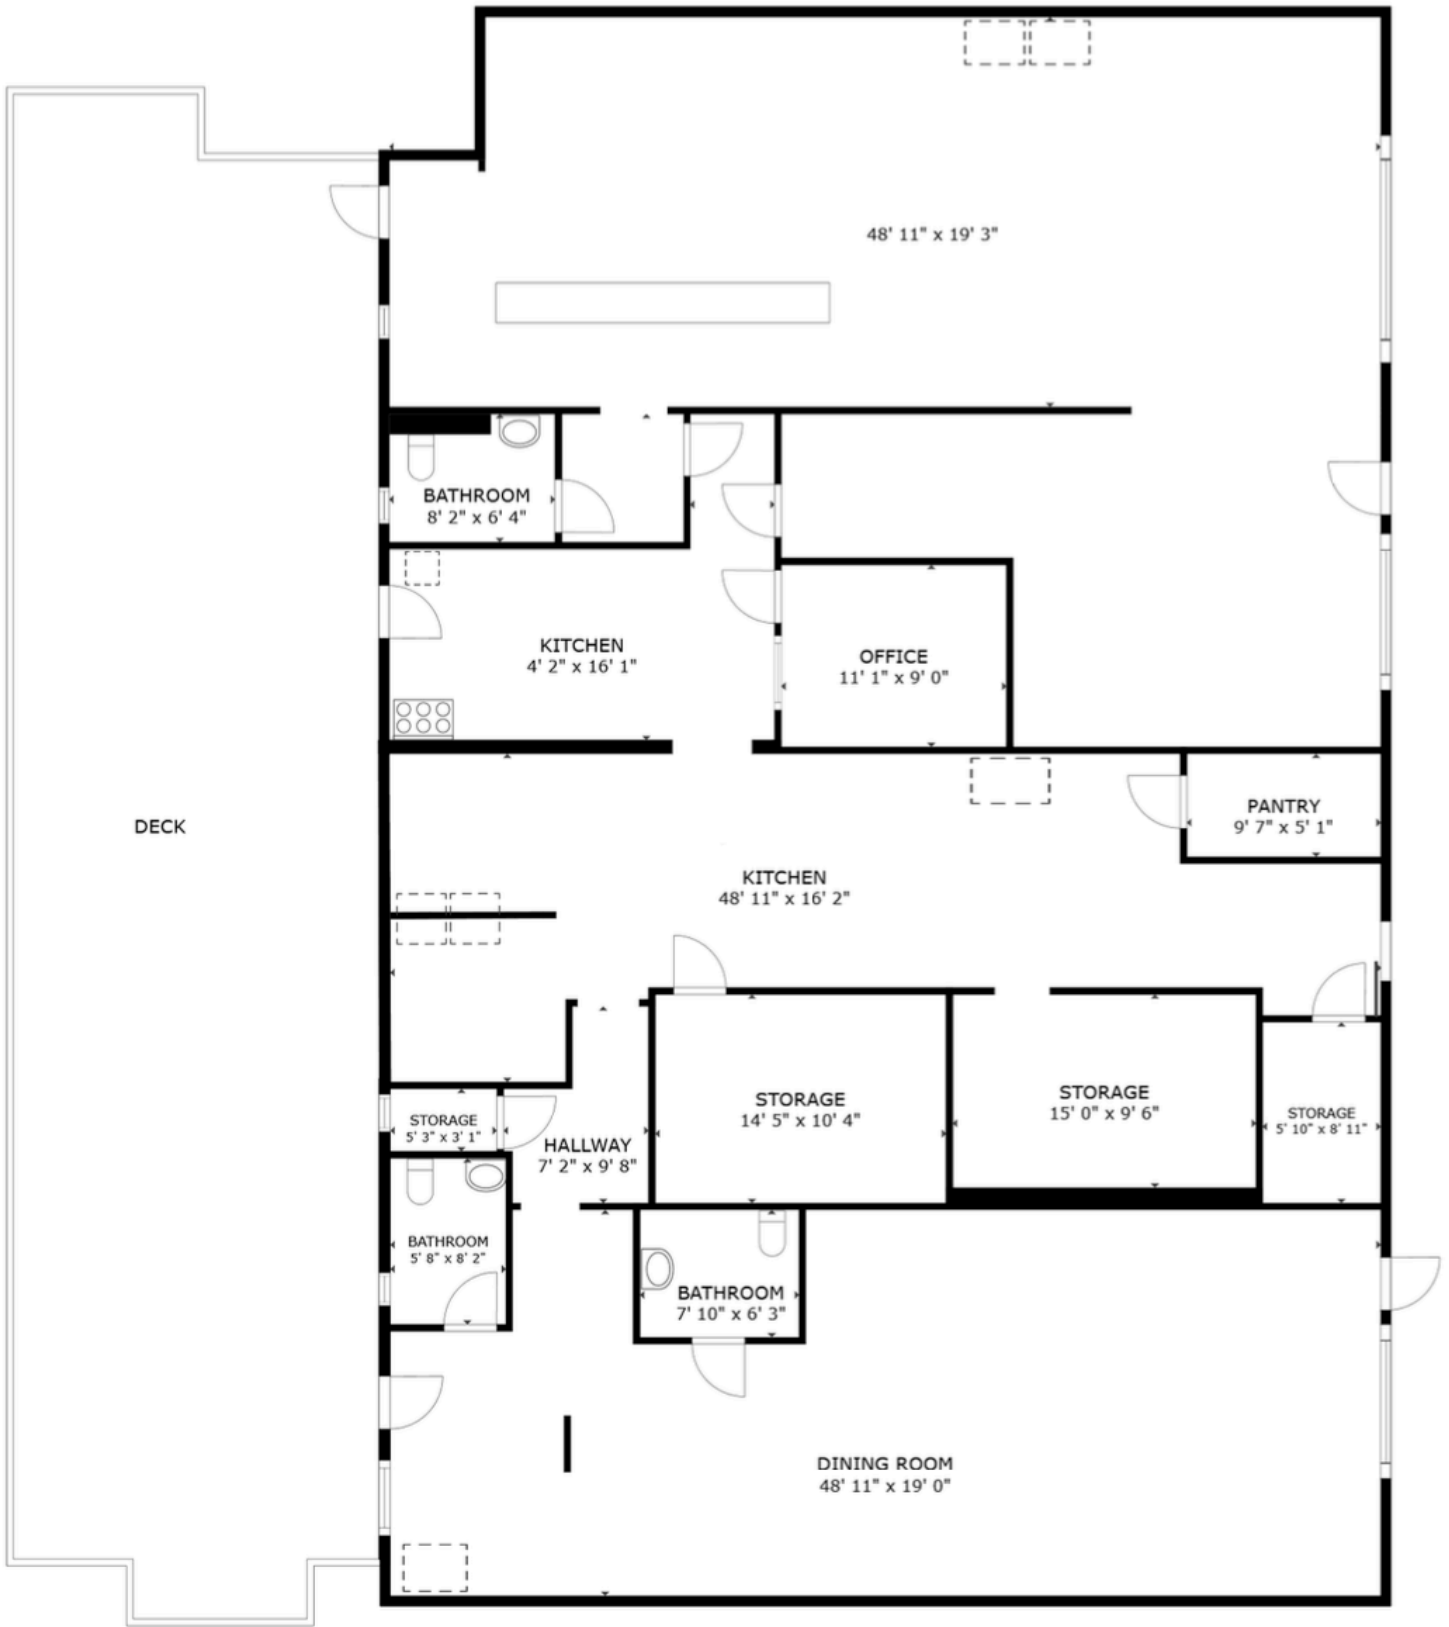 48' 11" x 19' 3"
BATHROOM
8' 2" x 6' 4"
KITCHEN
4' 2" x 16' 1"
OFFICE
11' 1" x 9' 0"
DECK
PANTRY
9' 7" x 5' 1"
KITCHEN
48' 11" x 16' 2"
STORAGE
14' 5" x 10' 4"
STORAGE
15' 0" x 9' 6"
STORAGE
5' 10" x 8' 11"
STORAGE
5' 3" x 3' 1"
HALLWAY
7' 2" x 9' 8"
BATHROOM
5' 8" x 8' 2"
BATHROOM
7' 10" x 6' 3"
DINING ROOM
48' 11" x 19' 0"